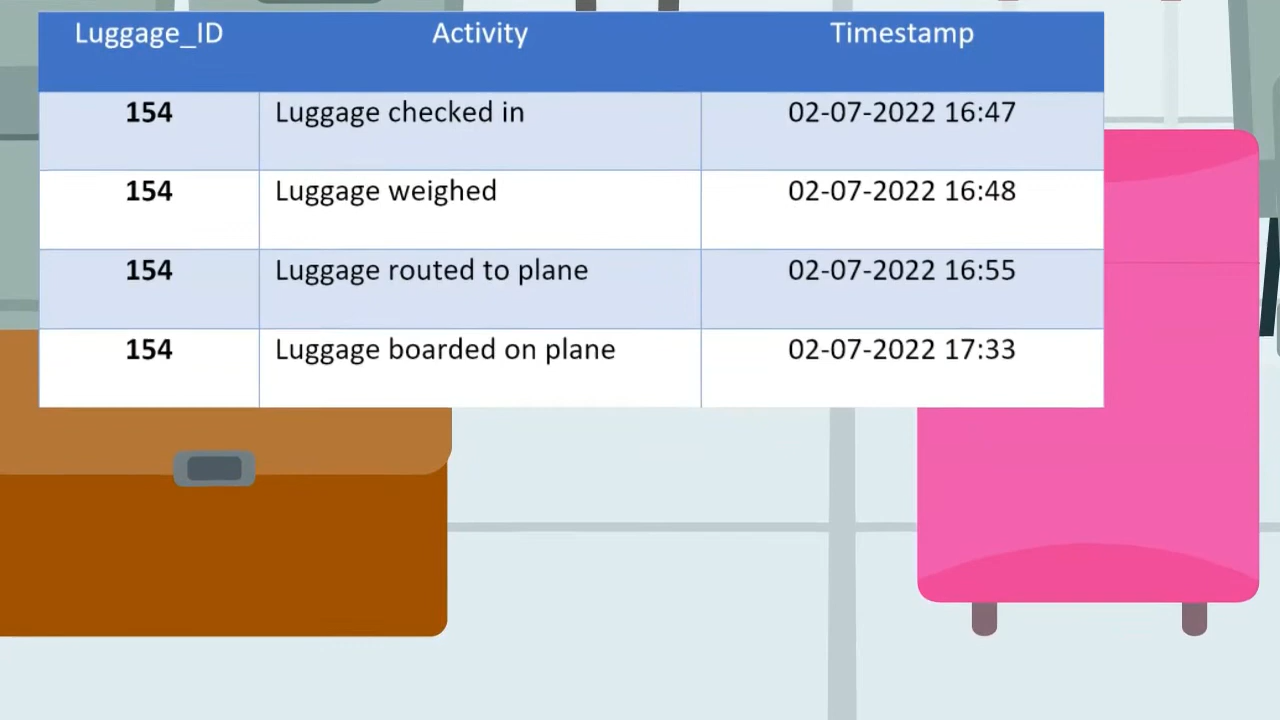 Luggage_ID Activity Timestamp
154 Luggage checked in 02-07-2022 16:47
154 Luggage weighed 02-07-2022 16:48
154 Luggage routed to plane 02-07-2022 16:55
154 Luggage boarded on plane 02-07-2022 17:33